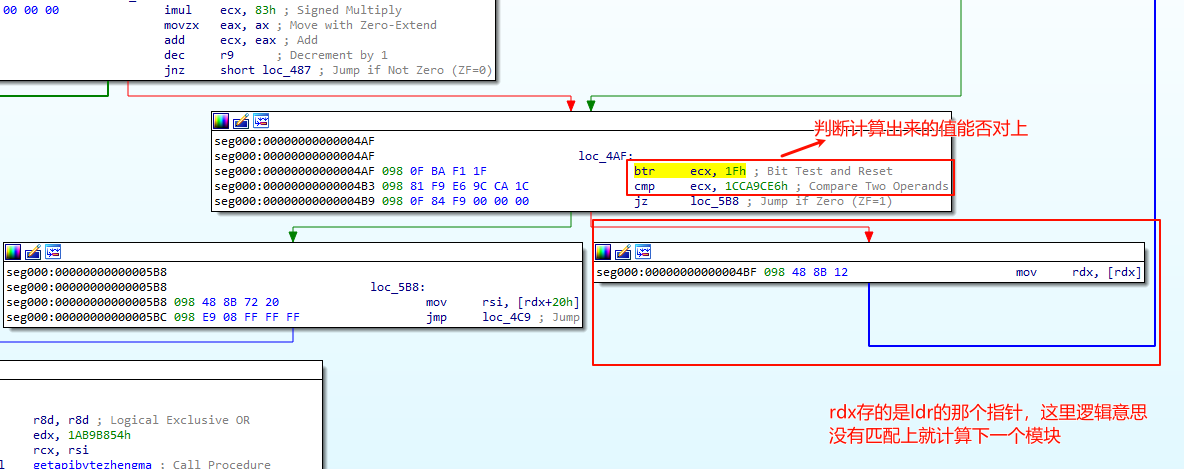 00 00 00 imul ecx, 83h ; Signed Multiply
movzx eax, ax ; Move with Zero-Extend
add ecx, eax ; Add
dec r9 ; Decrement by 1
jnz short loc_487 ; Jump if Not Zero (ZF=0)
判断计算出来的值能否对上
seg000:00000000000004AF
seg000:00000000000004AF loc_4AF:
seg000:00000000000004AF 098 0F BA F1 1F btr ecx, 1Fh ; Bit Test and Reset
seg000:00000000000004B3 098 81 F9 E6 9C CA 1C cmp ecx, 1CCA9CE6h ; Compare Two Operands
seg000:00000000000004B9 098 0F 84 F9 00 00 00 jz loc_5B8 ; Jump if Zero (ZF=1)
seg000:00000000000005B8
seg000:00000000000005B8 loc_5B8:
seg000:00000000000005B8 098 48 8B 72 20 mov rsi, [rdx+20h]
seg000:00000000000005BC 098 E9 08 FF FF FF jmp loc_4C9 ; Jump
seg000:00000000000004BF 098 48 8B 12 mov rdx, [rdx]
rdx存的是ldr的那个指针，这里逻辑意思
没有匹配上就计算下一个模块
r8d, r8d ; Logical Exclusive OR
edx, 1AB9B854h
rcx, rsi
getapibytezhengma ; Call Procedure